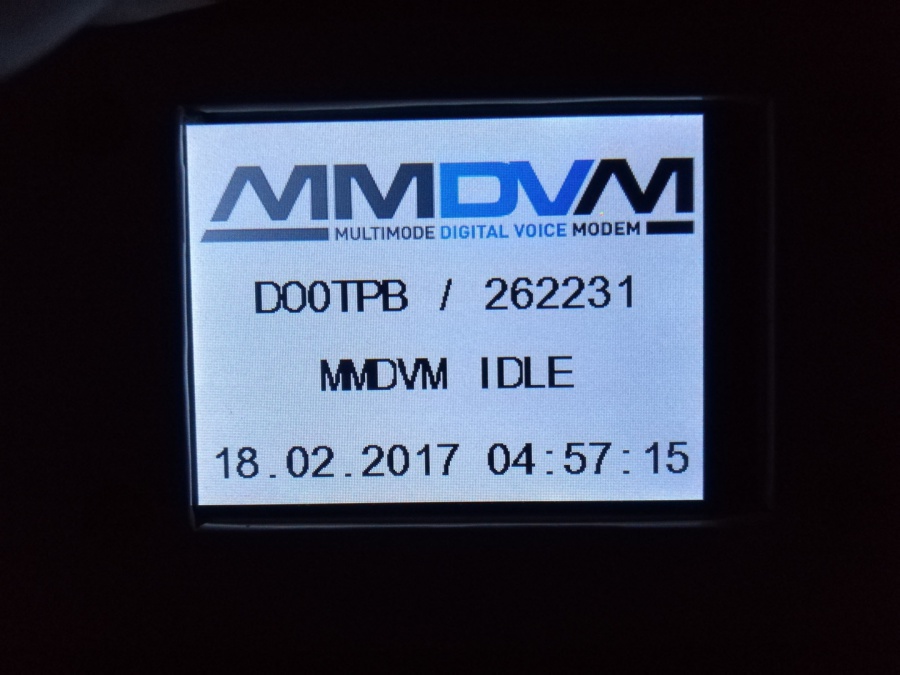 MMDVM
MULTIMODE DIGITAL VOICE MODEM
DO0TPB / 262231
MMDVM IDLE
18.02.2017 04:57:15